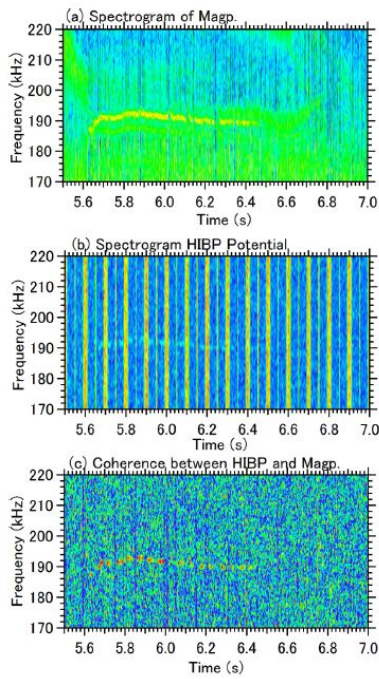 (a) Spectrogram of Magp.
220
210
200
190
180
170
Frequency (kHz)
5.6 5.8 6.0 6.2 6.4 6.6 6.8 7.0
Time (s)
(b) Spectrogram HIBP Potential
220
210
200
190
180
170
Frequency (kHz)
5.6 5.8 6.0 6.2 6.4 6.6 6.8 7.0
Time (s)
(c) Coherence between HIBP and Magp.
220
210
200
190
180
170
Frequency (kHz)
5.6 5.8 6.0 6.2 6.4 6.6 6.8 7.0
Time (s)